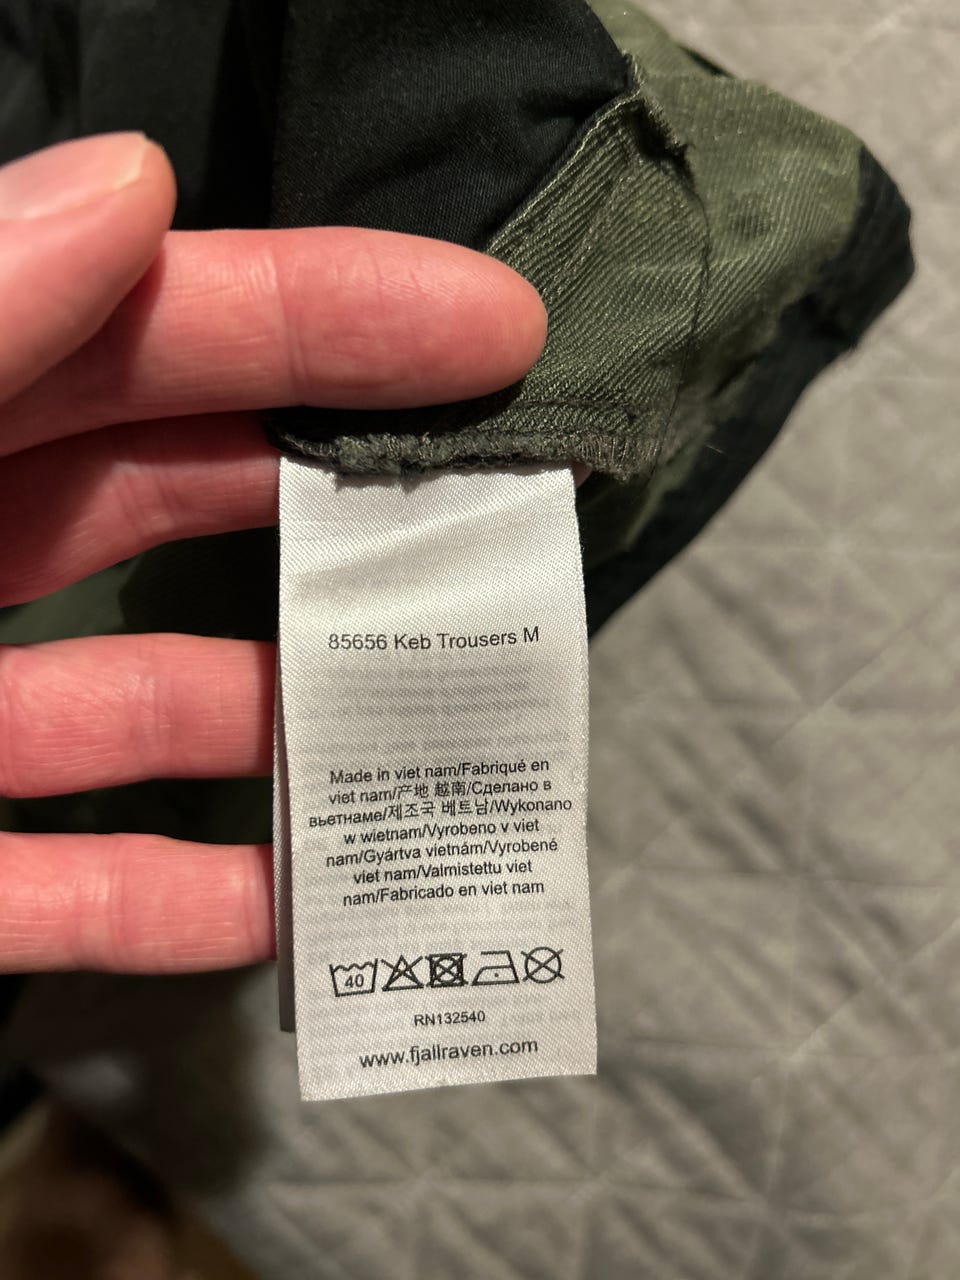 85656 Keb Trousers M
Made in viet nam/Fabriqué en
viet nam/产地 越南/Сделано в
вьетнаме/제조국 베트남/Wykonano
w wietnam/Vyrobeno v viet
nam/Gyártva vietnám/Vyrobené
viet nam/Valmistettu viet
nam/Fabricado en viet nam
40
RN132540
www.fjallraven.com